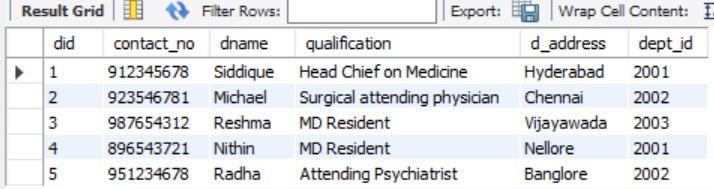 Result Grid Filter Rows: Export: Wrap Cell Content:
did contact_no dname qualification d_address dept_id
1 912345678 Siddique Head Chief on Medicine Hyderabad 2001
2 923546781 Michael Surgical attending physician Chennai 2002
3 987654312 Reshma MD Resident Vijayawada 2003
4 896543721 Nithin MD Resident Nellore 2001
5 951234678 Radha Attending Psychiatrist Banglore 2002